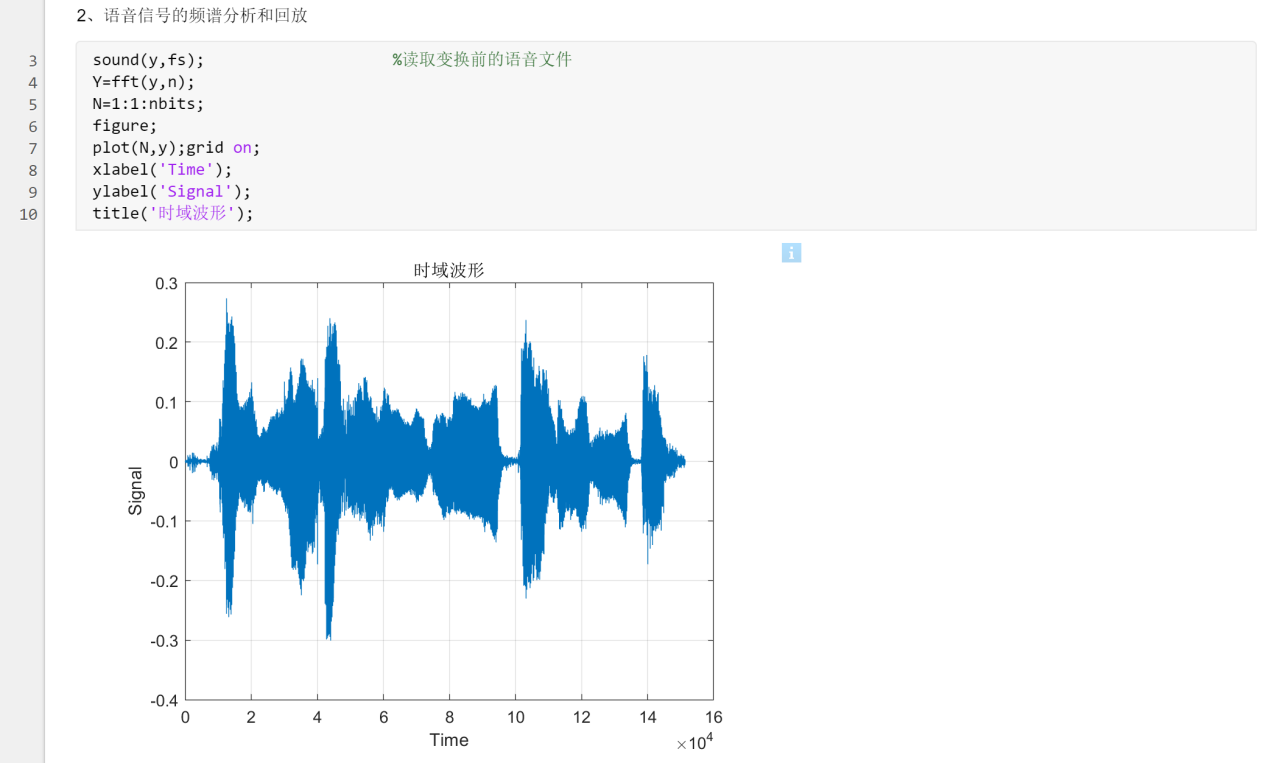 2、语音信号的频谱分析和回放
3 sound(y,fs); %读取变换前的语音文件
4 Y=fft(y,n);
5 N=1:1:nbits;
6 figure;
7 plot(N,y);grid on;
8 xlabel('Time');
9 ylabel('Signal');
10 title('时域波形');
i
时域波形
0.3
0.2
0.1
0
-0.1
-0.2
-0.3
-0.4
Signal
0 2 4 6 8 10 12 14 16
Time
×10⁴